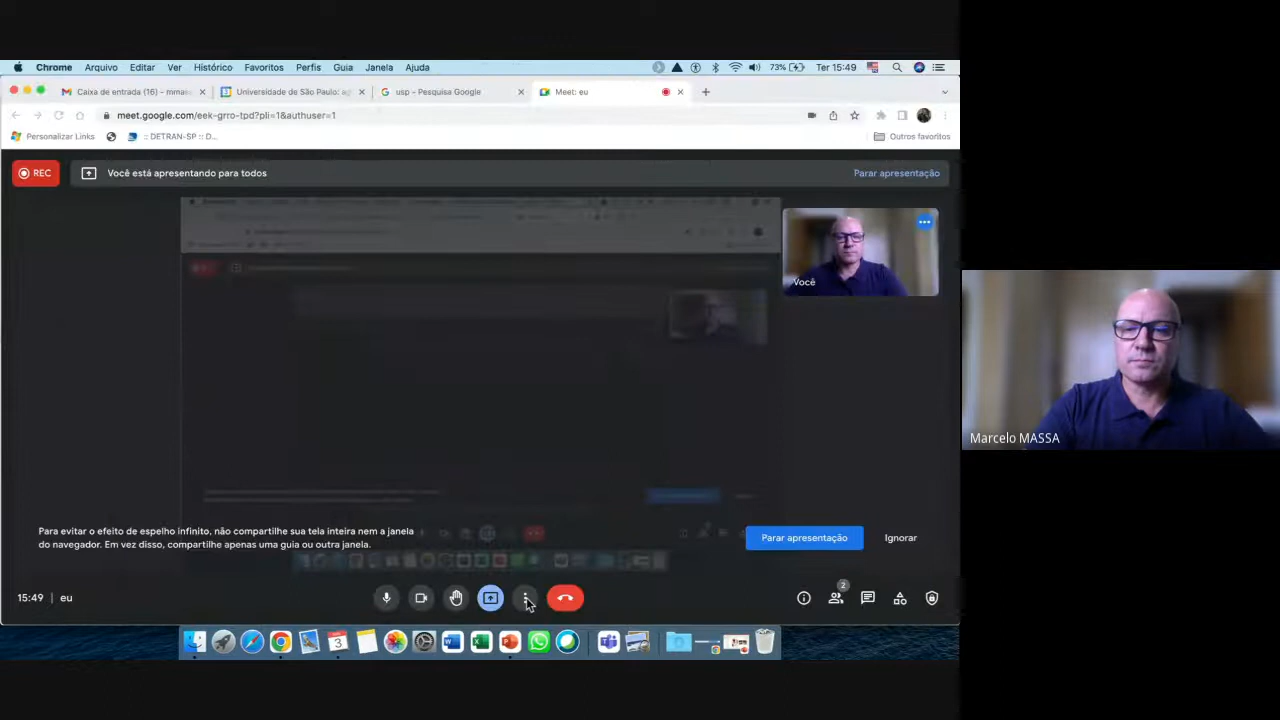 Chrome Arquivo Editar Ver Histórico Favoritos Perfis Guia Janela Ajuda 73% Ter 15:49
Caixa de entrada (16) - mmas
Universidade de São Paulo: ag
usp - Pesquisa Google
Meet: eu
meet.google.com/eek-grro-tpd?pli=1&authuser=1
Personalizar Links
:: DETRAN-SP :: D...
Outros favoritos
REC
Você está apresentando para todos
Parar apresentação
Você
Marcelo MASSA
Para evitar o efeito de espelho infinito, não compartilhe sua tela inteira nem a janela
do navegador. Em vez disso, compartilhe apenas uma guia ou outra janela.
Parar apresentação
Ignorar
15:49 | eu
2
3